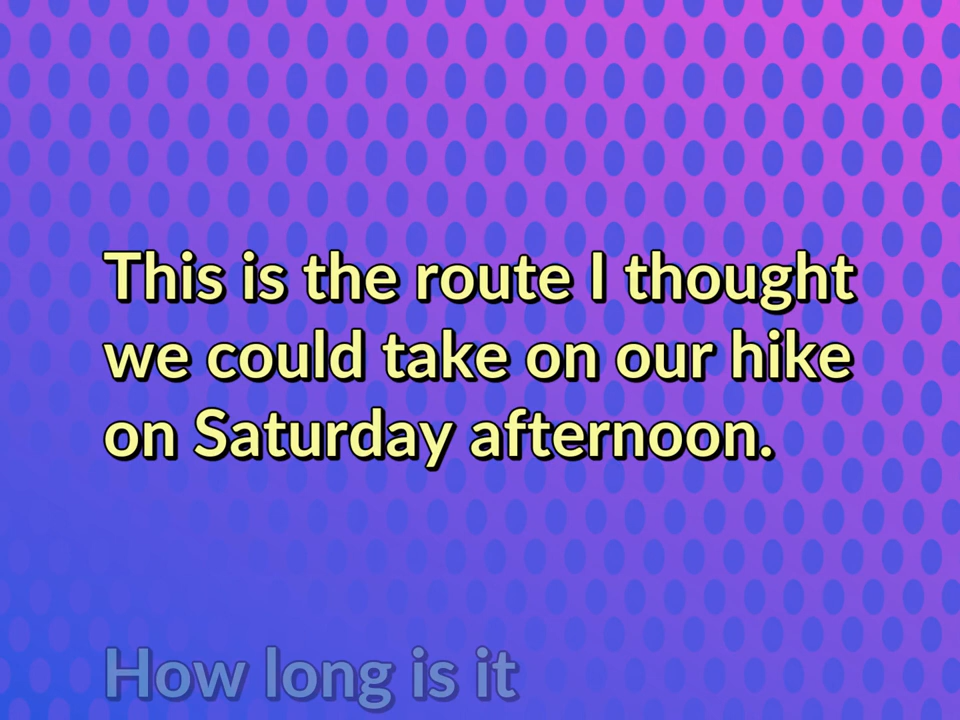 This is the route I thought
we could take on our hike
on Saturday afternoon.
How long is it